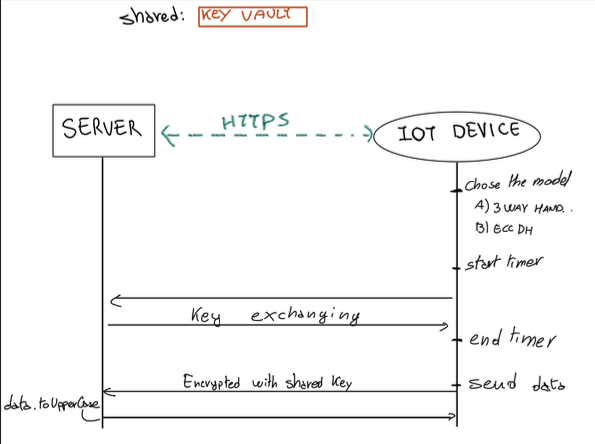 shared: KEY VAULT
HTTPS
SERVER
IOT DEVICE
chose the model
A) 3 WAY HAND.
B) ECC DH
start timer
Key exchanging
end timer
Encrypted with shared key
send data
data.toUpperCase